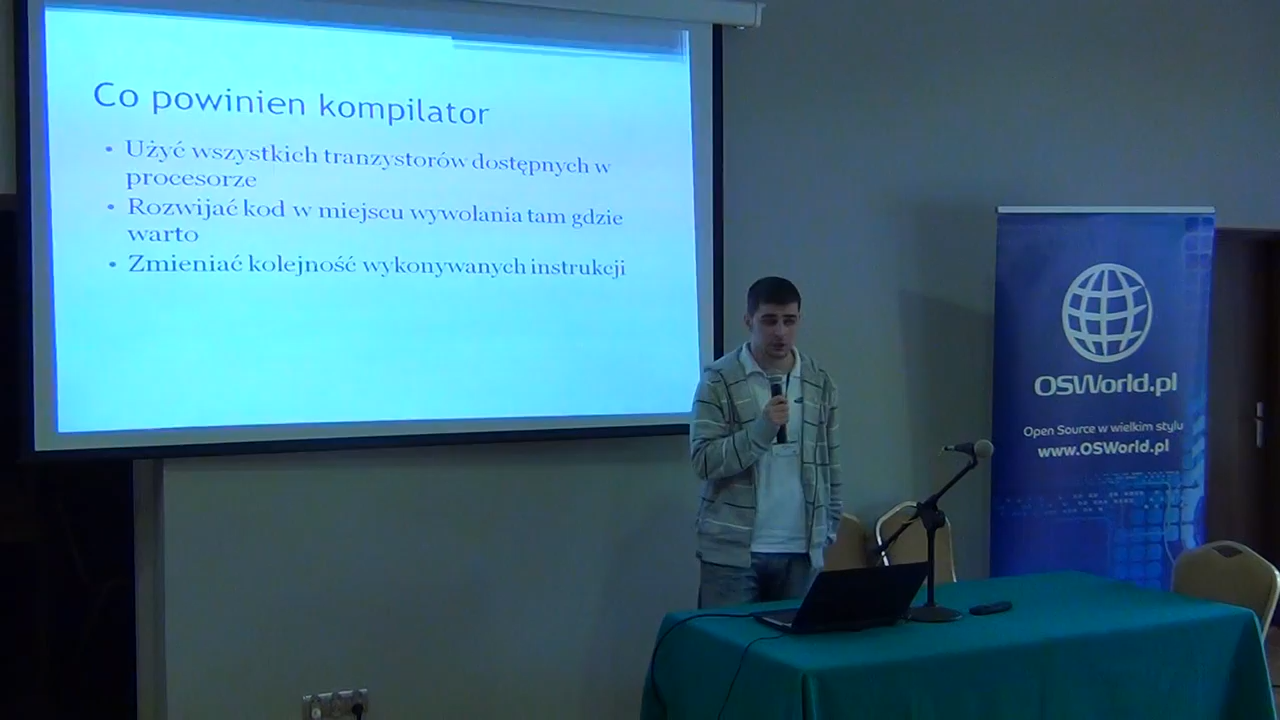 Co powinien kompilator
• Użyć wszystkich tranzystorów dostępnych w
procesorze
• Rozwijać kod w miejscu wywołania tam gdzie
warto
• Zmieniać kolejność wykonywanych instrukcji
OSWorld.pl
Open Source w wielkim stylu
www.OSWorld.pl